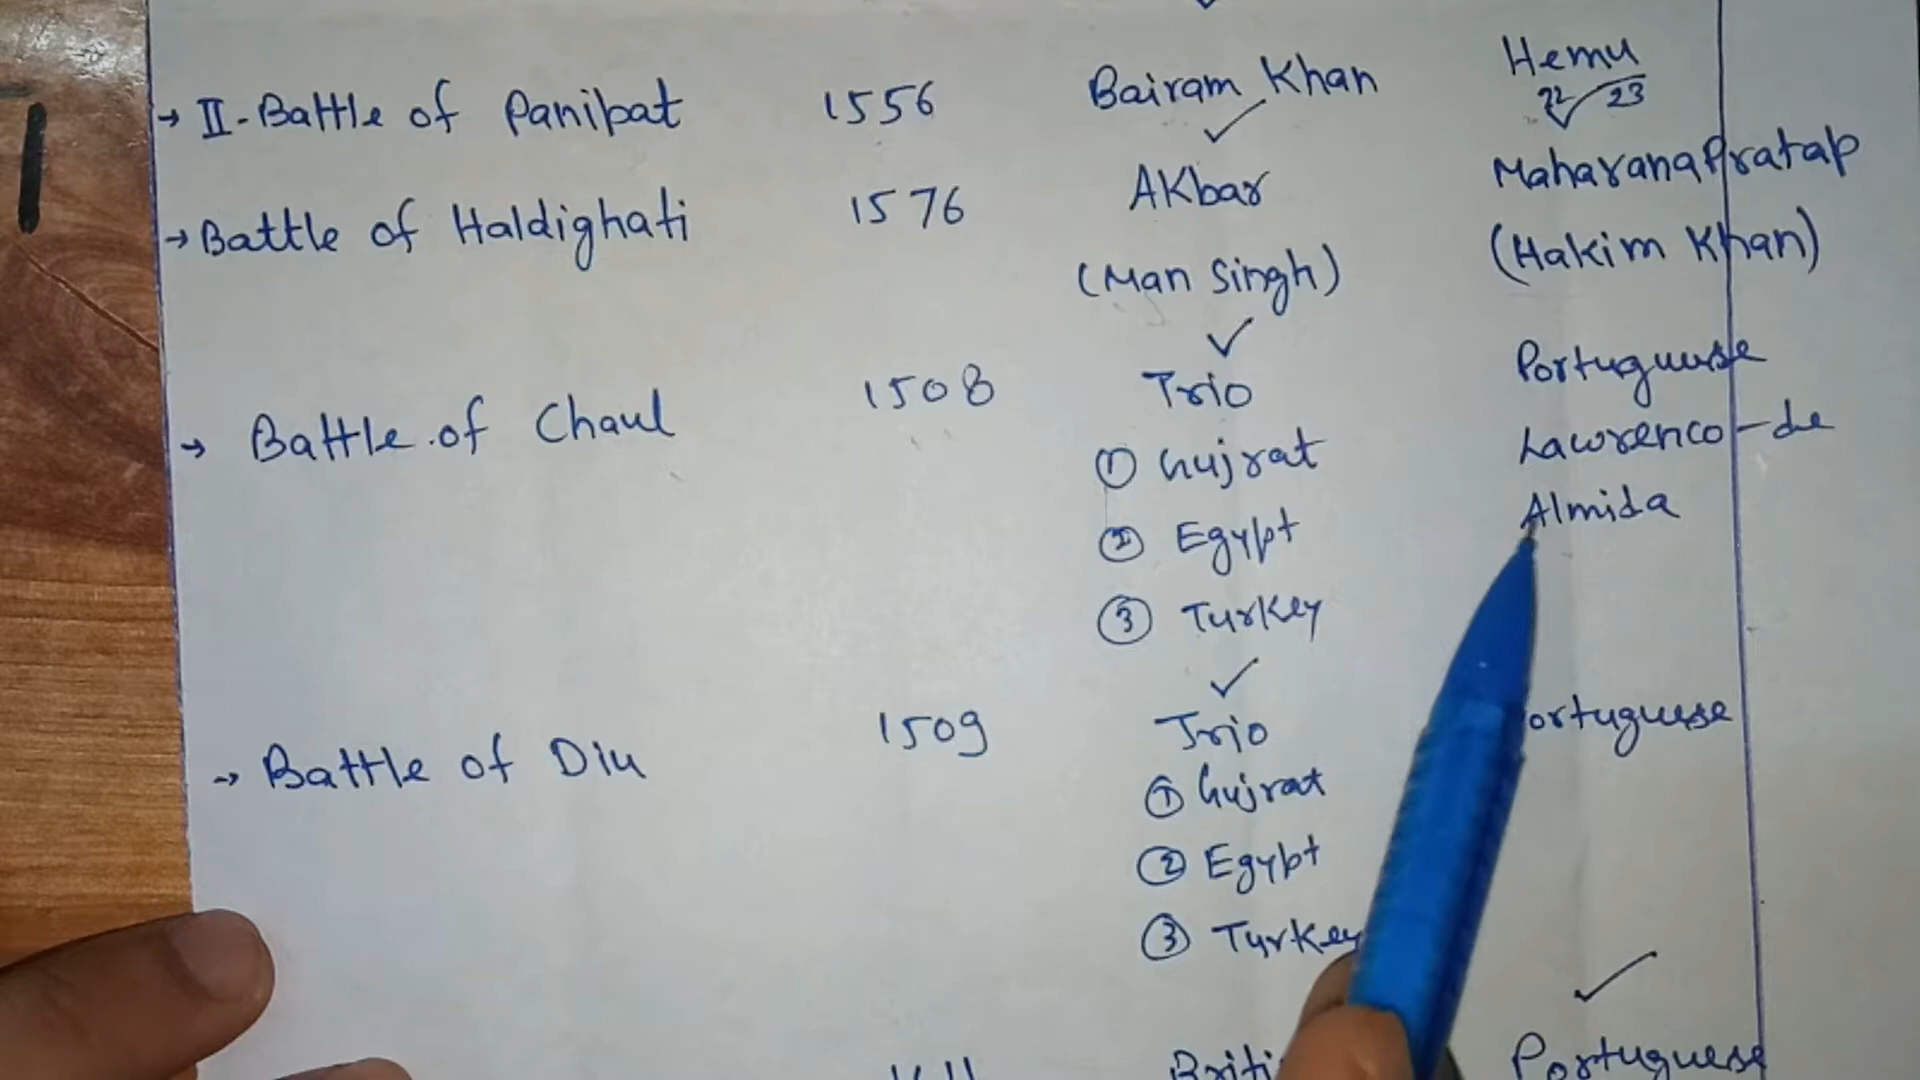 → II-Battle of Panipat 1556 Bairam Khan Hemu
✓ 22 ✓ 23
→ Battle of Haldighati 1576 AKbar Maharana Pratap
(Man Singh) (Hakim Khan)
✓
→ Battle of Chaul 1508 Trio Portuguese
① Gujrat Lawrenco-de
② Egypt Almida
③ Turkey
✓
→ Battle of Diu 1509 Trio ortuguese
① Gujrat
② Egypt
③ Turkey
✓
Portuguese